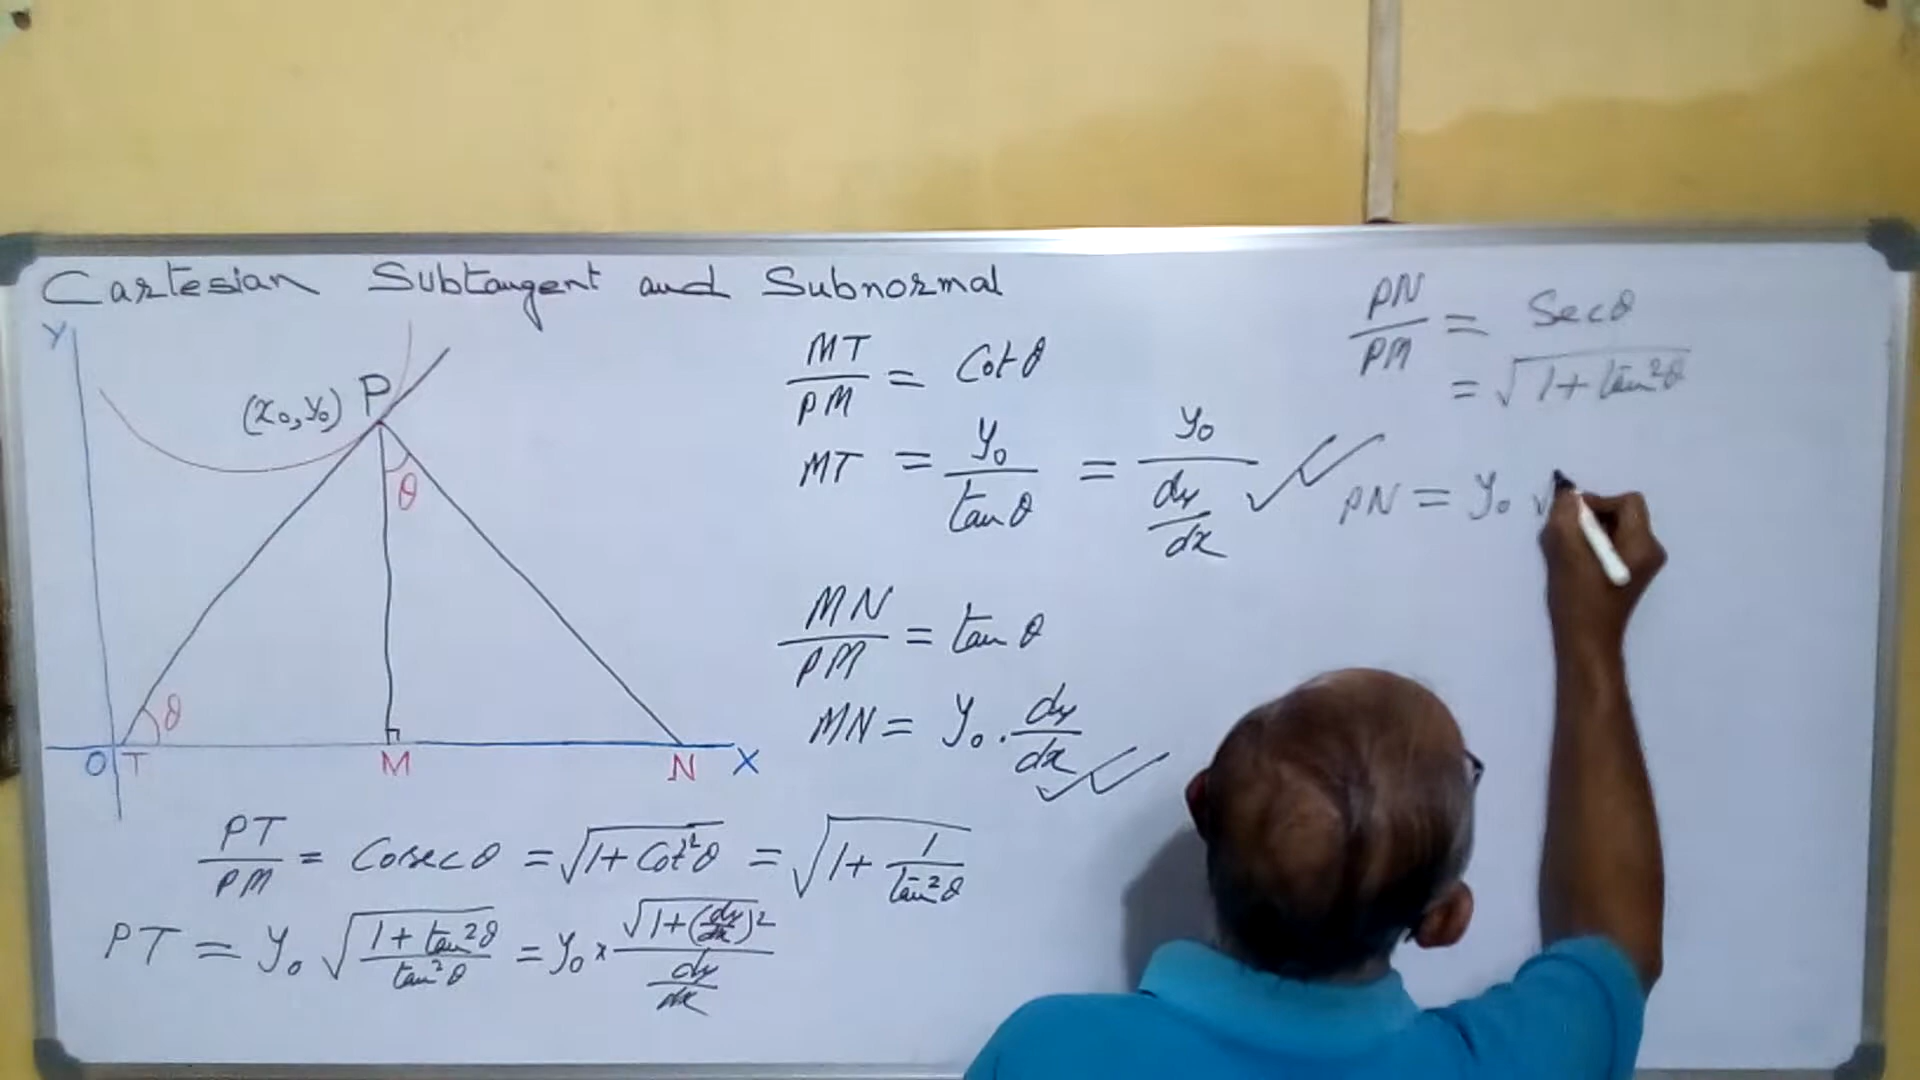 Cartesian Subtangent and Subnormal
Y
(x₀, y₀) P
θ
θ
O T M N X
MT/PM = Cot θ
MT = y₀/tan θ = y₀/(dy/dx) ✓✓
MN/PM = tan θ
MN = y₀ . dy/dx ✓✓
PT/PM = Cosec θ = √(1 + Cot²θ) = √(1 + 1/tan²θ)
PT = y₀ √((1 + tan²θ)/tan²θ) = y₀ × √(1 + (dy/dx)²)/(dy/dx)
PN/PM = Sec θ
= √(1 + tan²θ)
PN = y₀ √